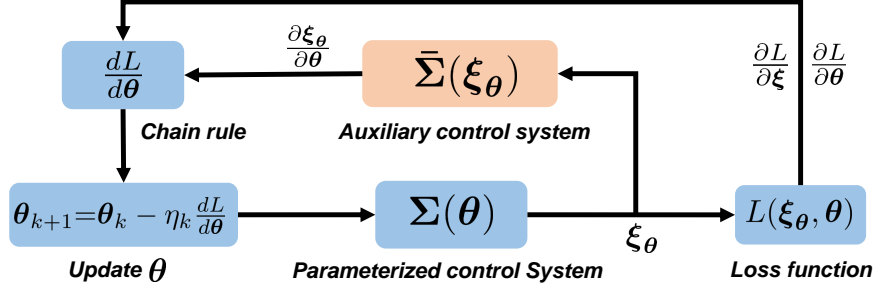 dL/dθ
∂ξ_θ/∂θ
Σ̄(ξ_θ)
∂L/∂ξ
∂L/∂θ
Chain rule
Auxiliary control system
θ_{k+1}=θ_k − η_k dL/dθ
Σ(θ)
ξ_θ
L(ξ_θ, θ)
Update θ
Parameterized control System
Loss function